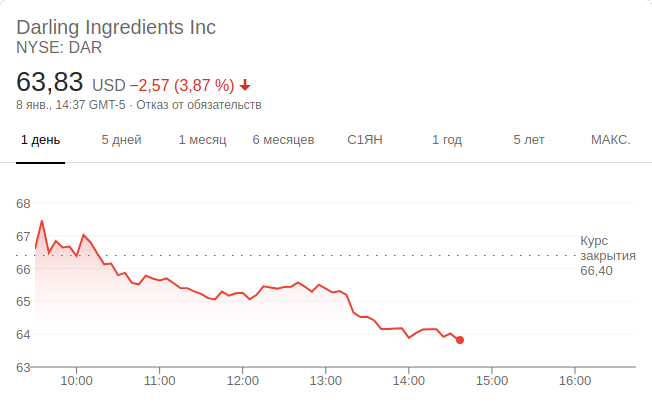 Darling Ingredients Inc
NYSE: DAR
63,83 USD −2,57 (3,87 %)
8 янв., 14:37 GMT-5 · Отказ от обязательств
1 день 5 дней 1 месяц 6 месяцев С1ЯН 1 год 5 лет МАКС.
68
67
Курс
закрытия
66,40
66
65
64
63
10:00 11:00 12:00 13:00 14:00 15:00 16:00